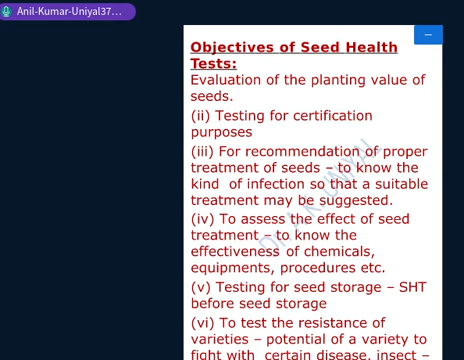 Anil-Kumar-Uniyal37...
Objectives of Seed Health
Tests:
Evaluation of the planting value of
seeds.
(ii) Testing for certification
purposes
(iii) For recommendation of proper
treatment of seeds – to know the
kind of infection so that a suitable
treatment may be suggested.
(iv) To assess the effect of seed
treatment – to know the
effectiveness of chemicals,
equipments, procedures etc.
(v) Testing for seed storage – SHT
before seed storage
(vi) To test the resistance of
varieties – potential of a variety to
fight with certain disease, insect –
Dr. A K UNIYAL